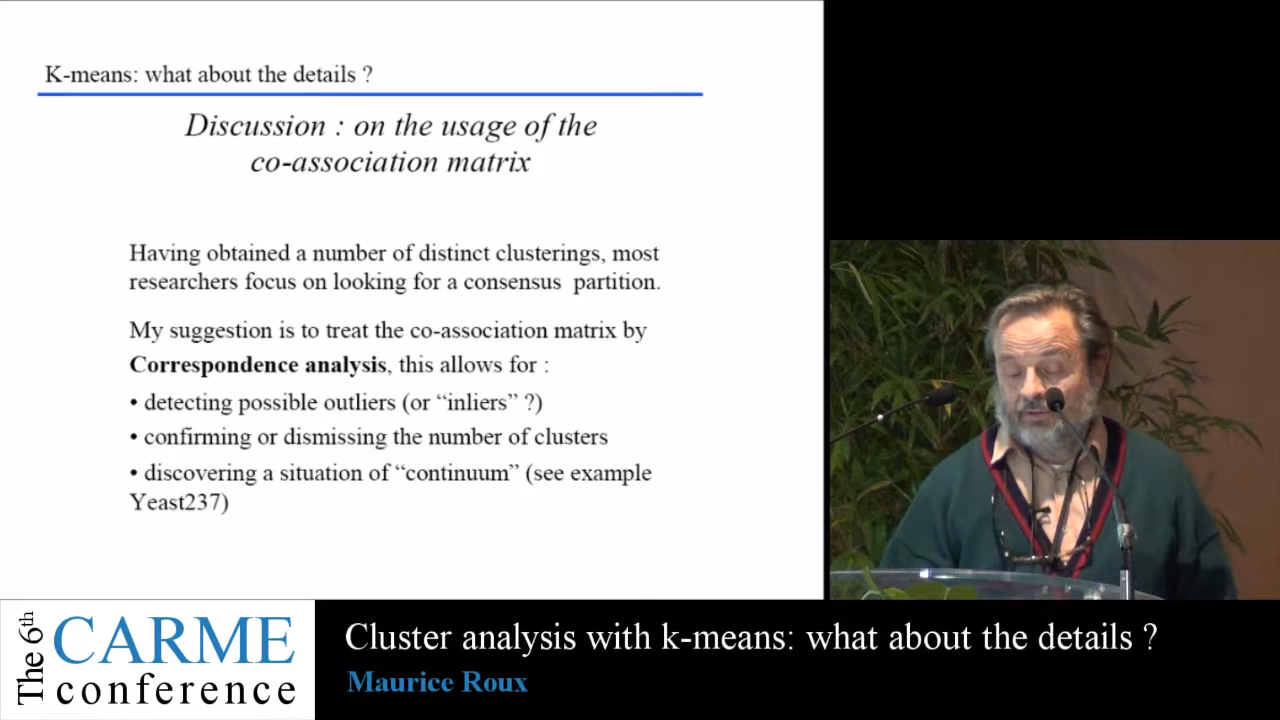 K-means: what about the details ?
Discussion : on the usage of the
co-association matrix
Having obtained a number of distinct clusterings, most
researchers focus on looking for a consensus partition.
My suggestion is to treat the co-association matrix by
Correspondence analysis, this allows for :
• detecting possible outliers (or “inliers” ?)
• confirming or dismissing the number of clusters
• discovering a situation of “continuum” (see example
Yeast237)
The 6th
CARME
conference
Cluster analysis with k-means: what about the details ?
Maurice Roux